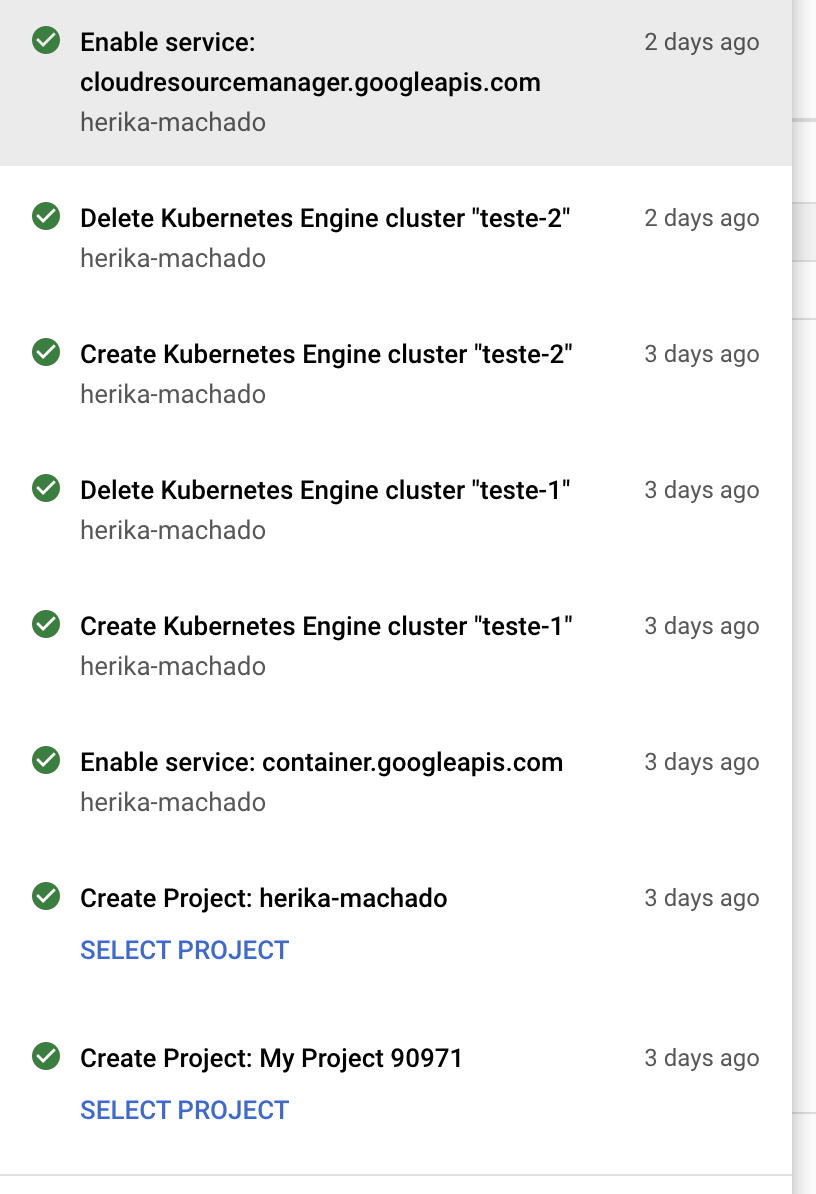 Enable service: 2 days ago
cloudresourcemanager.googleapis.com
herika-machado
Delete Kubernetes Engine cluster "teste-2" 2 days ago
herika-machado
Create Kubernetes Engine cluster "teste-2" 3 days ago
herika-machado
Delete Kubernetes Engine cluster "teste-1" 3 days ago
herika-machado
Create Kubernetes Engine cluster "teste-1" 3 days ago
herika-machado
Enable service: container.googleapis.com 3 days ago
herika-machado
Create Project: herika-machado 3 days ago
SELECT PROJECT
Create Project: My Project 90971 3 days ago
SELECT PROJECT